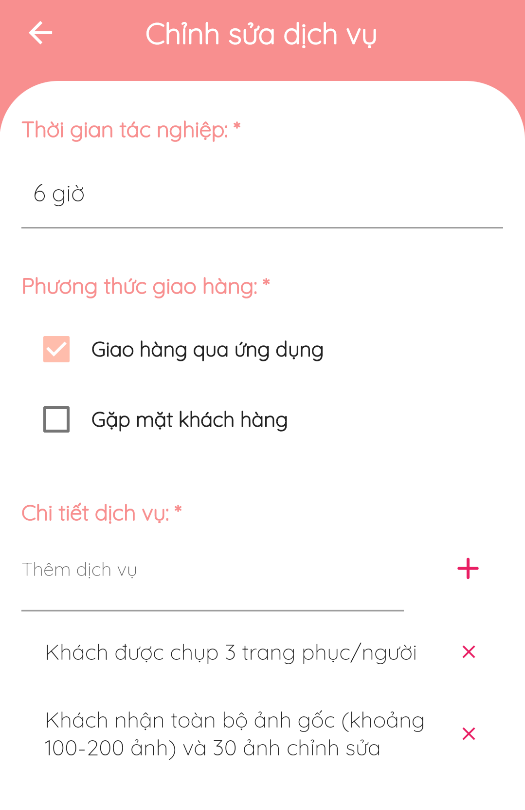 Chỉnh sửa dịch vụ
Thời gian tác nghiệp: *
6 giờ
Phương thức giao hàng: *
Giao hàng qua ứng dụng
Gặp mặt khách hàng
Chi tiết dịch vụ: *
Thêm dịch vụ
Khách được chụp 3 trang phục/người
Khách nhận toàn bộ ảnh gốc (khoảng
100-200 ảnh) và 30 ảnh chỉnh sửa